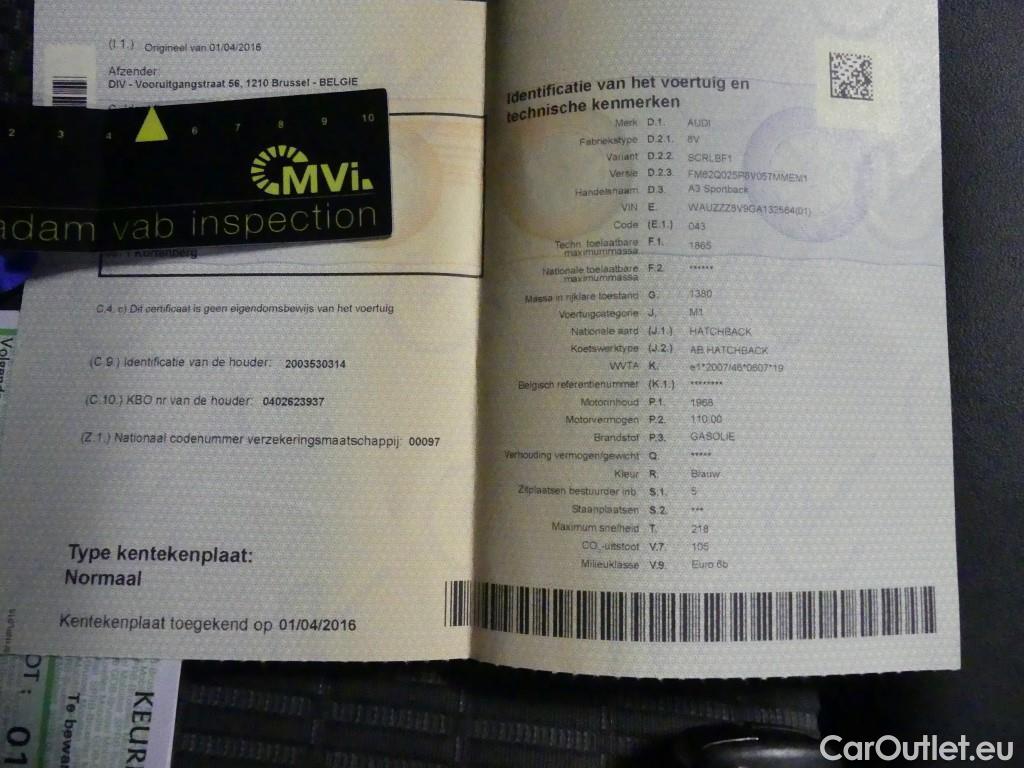 (I.1.) Origineel van 01/04/2016
Afzender:
DIV - Vooruitgangstraat 56, 1210 Brussel - BELGIE
2 3 4 6 7 8 9 10
MVi.
adam vab inspection
Kortenberg
C.4. c) Dit certificaat is geen eigendomsbewijs van het voertuig
(C.9.) Identificatie van de houder: 2003530314
(C.10.) KBO nr van de houder: 0402623937
(Z.1.) Nationaal codenummer verzekeringsmaatschappij: 00097
Type kentekenplaat:
Normaal
Kentekenplaat toegekend op 01/04/2016
Identificatie van het voertuig en
technische kenmerken
Merk D.1. AUDI
Fabriekstype D.2.1. 8V
Variant D.2.2. SCRLBF1
Versie D.2.3. FM62Q025P8V05TMMEM1
Handelsnaam D.3. A3 Sportback
VIN E. WAUZZZ8V9GA132564(01)
Code (E.1.) 043
Techn. toelaatbare maximummassa F.1. 1865
Nationale toelaatbare maximummassa F.2. ******
Massa in rijklare toestand G. 1380
Voertuigcategorie J. M1
Nationale aard (J.1.) HATCHBACK
Koetswerktype (J.2.) AB HATCHBACK
WVTA K. e1*2007/46*0607*19
Belgisch referentienummer (K.1.) ********
Motorinhoud P.1. 1968
Motorvermogen P.2. 110.00
Brandstof P.3. GASOLIE
Verhouding vermogen/gewicht Q. *****
Kleur R. Blauw
Zitplaatsen bestuurder inb. S.1. 5
Staanplaatsen S.2. ***
Maximum snelheid T. 218
CO₂-uitstoot V.7. 105
Milieuklasse V.9. Euro 6b
KEURI
Te bewar
OT : 01
CarOutlet.eu